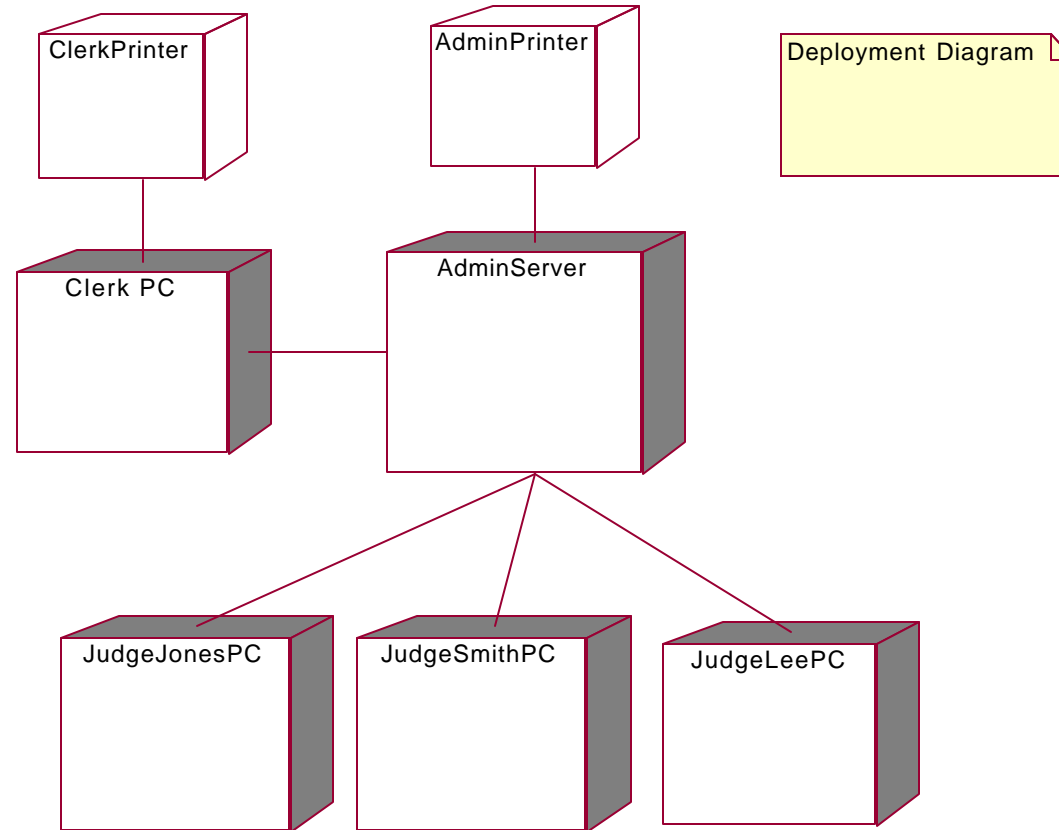 ClerkPrinter
AdminPrinter
Deployment Diagram
Clerk PC
AdminServer
JudgeJonesPC
JudgeSmithPC
JudgeLeePC